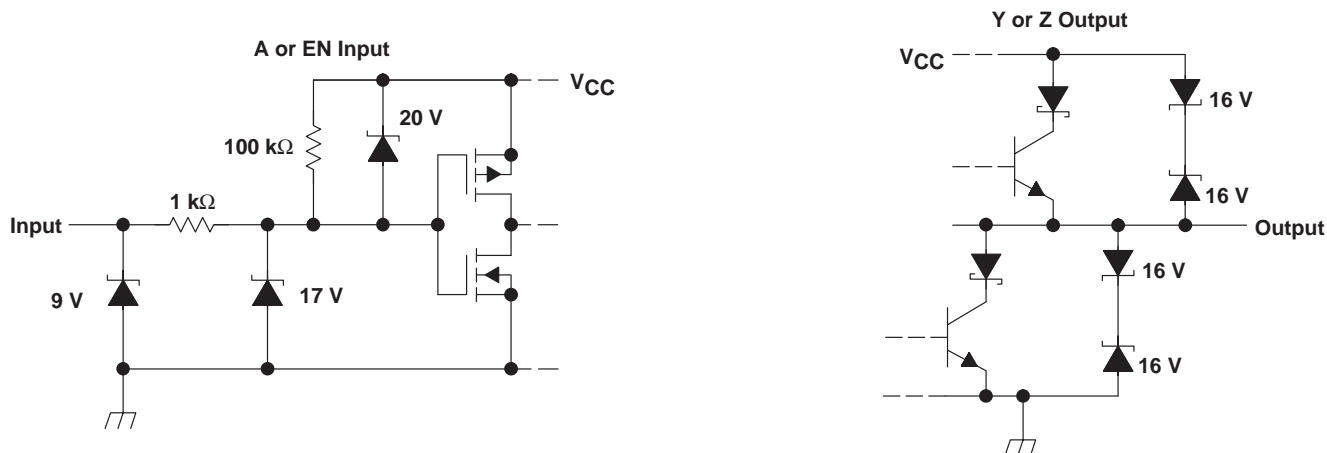 A or EN Input
VCC
20 V
100 kΩ
1 kΩ
Input
9 V
17 V
Y or Z Output
VCC
16 V
16 V
Output
16 V
16 V